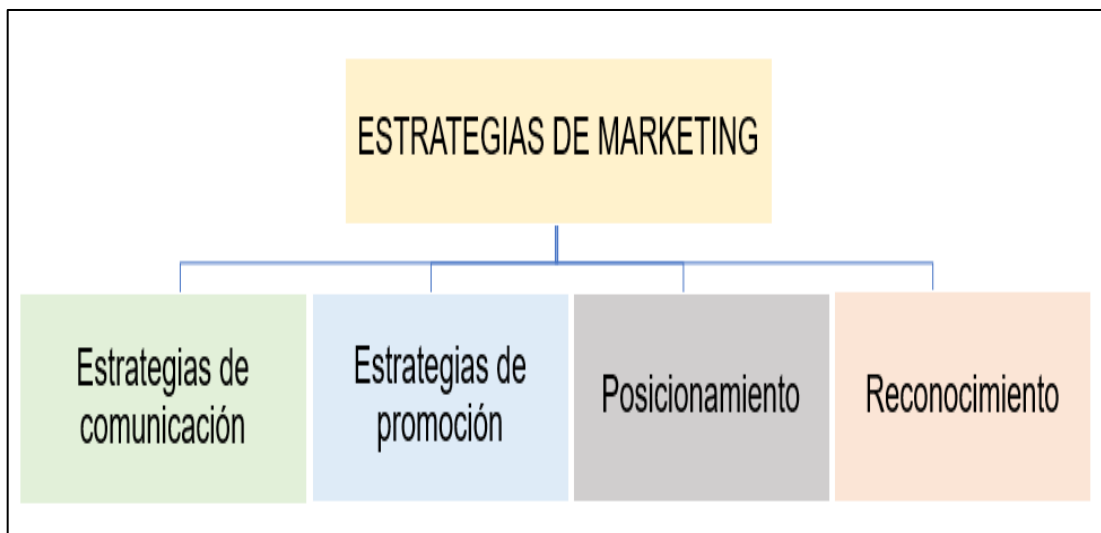 ESTRATEGIAS DE MARKETING
Estrategias de
comunicación
Estrategias de
promoción
Posicionamiento
Reconocimiento